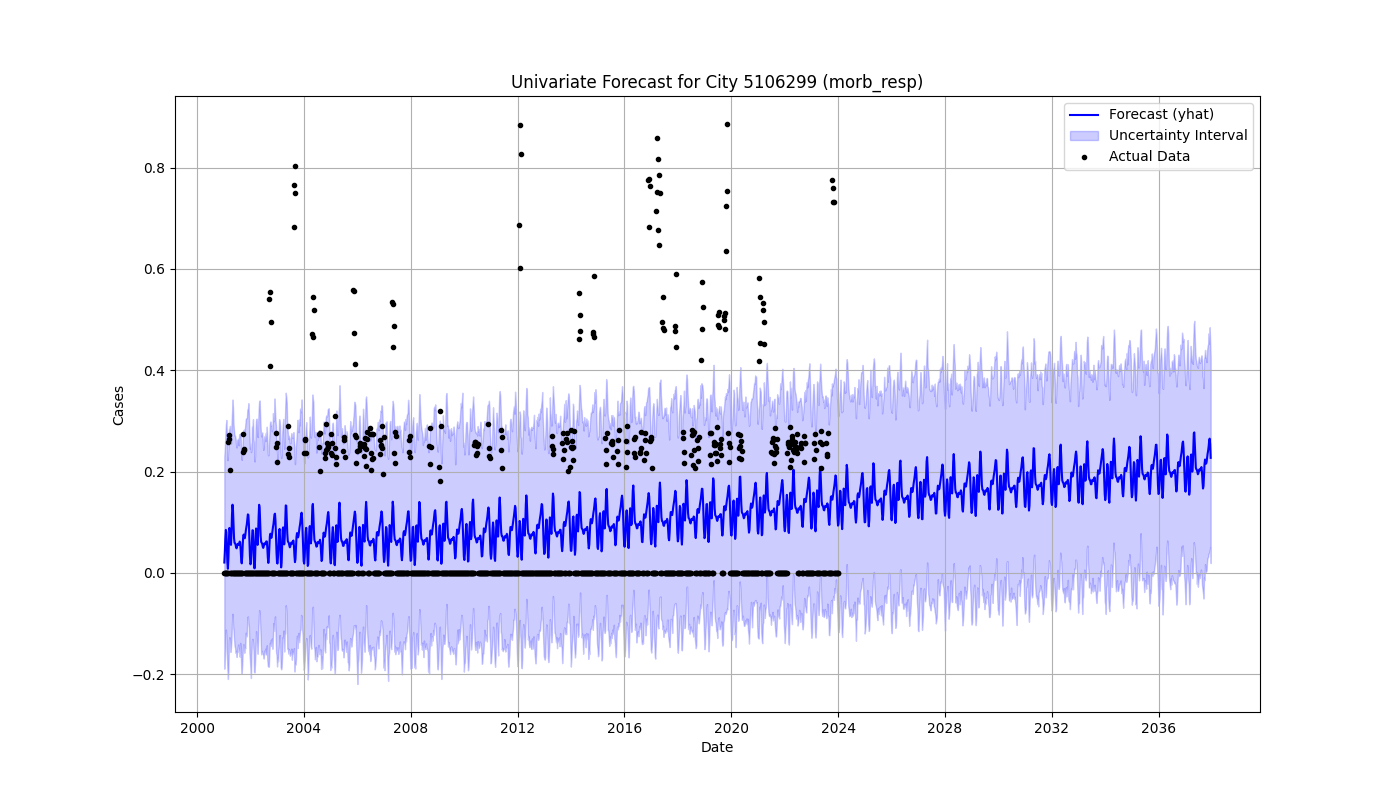 Univariate Forecast for City 5106299 (morb_resp)
Forecast (yhat)
Uncertainty Interval
Actual Data
Cases
0.8
0.6
0.4
0.2
0.0
−0.2
2000 2004 2008 2012 2016 2020 2024 2028 2032 2036
Date